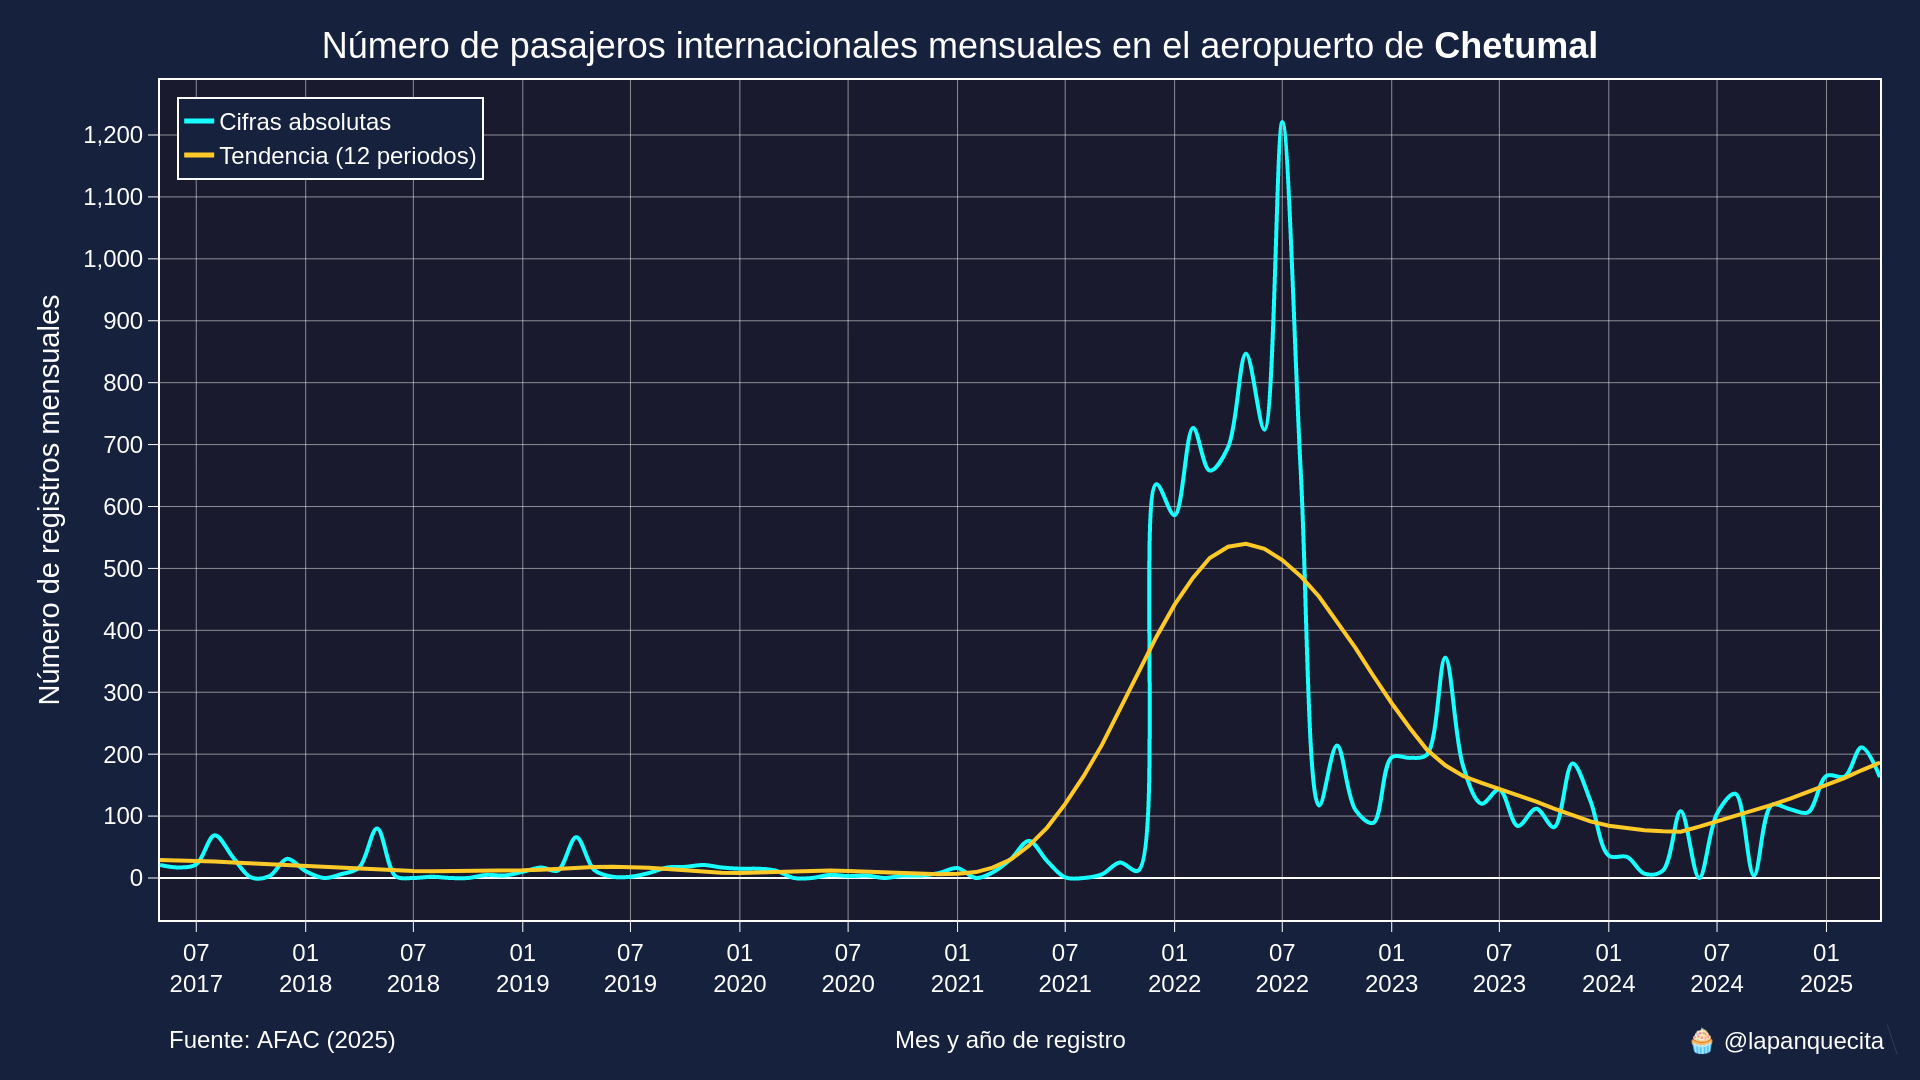 Número de pasajeros internacionales mensuales en el aeropuerto de Chetumal
Cifras absolutas
Tendencia (12 periodos)
Número de registros mensuales
1,200
1,100
1,000
900
800
700
600
500
400
300
200
100
0
07 01 07 01 07 01 07 01 07 01 07 01 07 01 07 01
2017 2018 2018 2019 2019 2020 2020 2021 2021 2022 2022 2023 2023 2024 2024 2025
Fuente: AFAC (2025)
Mes y año de registro
🧁 @lapanquecita